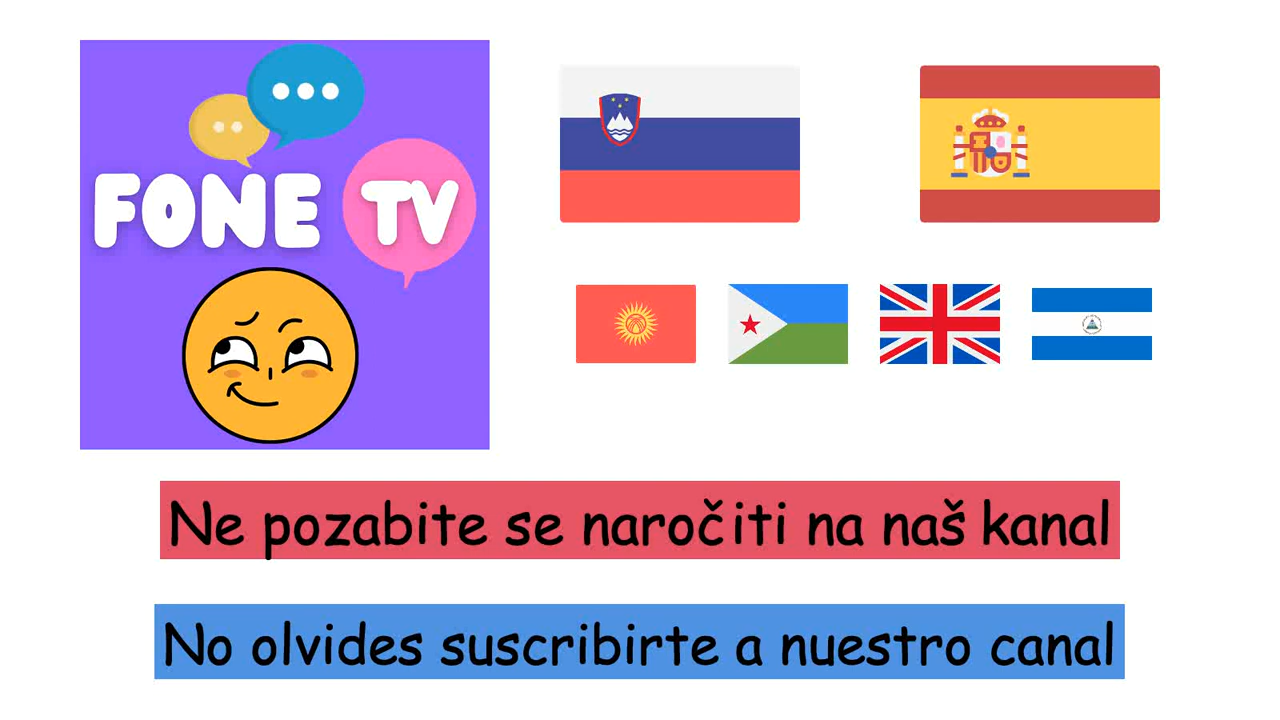 FONE TV
Ne pozabite se naročiti na naš kanal
No olvides suscribirte a nuestro canal